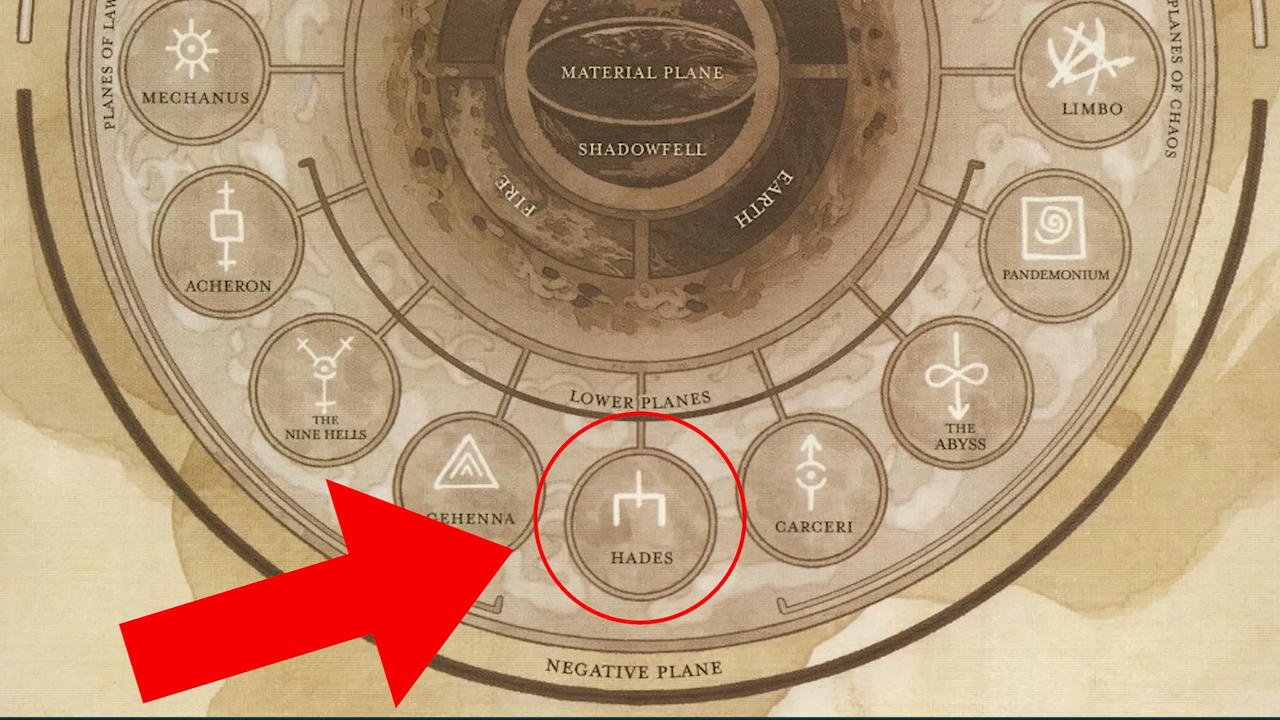 PLANES OF LAW
MECHANUS
MATERIAL PLANE
SHADOWFELL
LIMBO
PLANES OF CHAOS
FIRE
EARTH
ACHERON
PANDEMONIUM
THE
NINE HELLS
LOWER PLANES
THE
ABYSS
GEHENNA
HADES
CARCERI
NEGATIVE PLANE